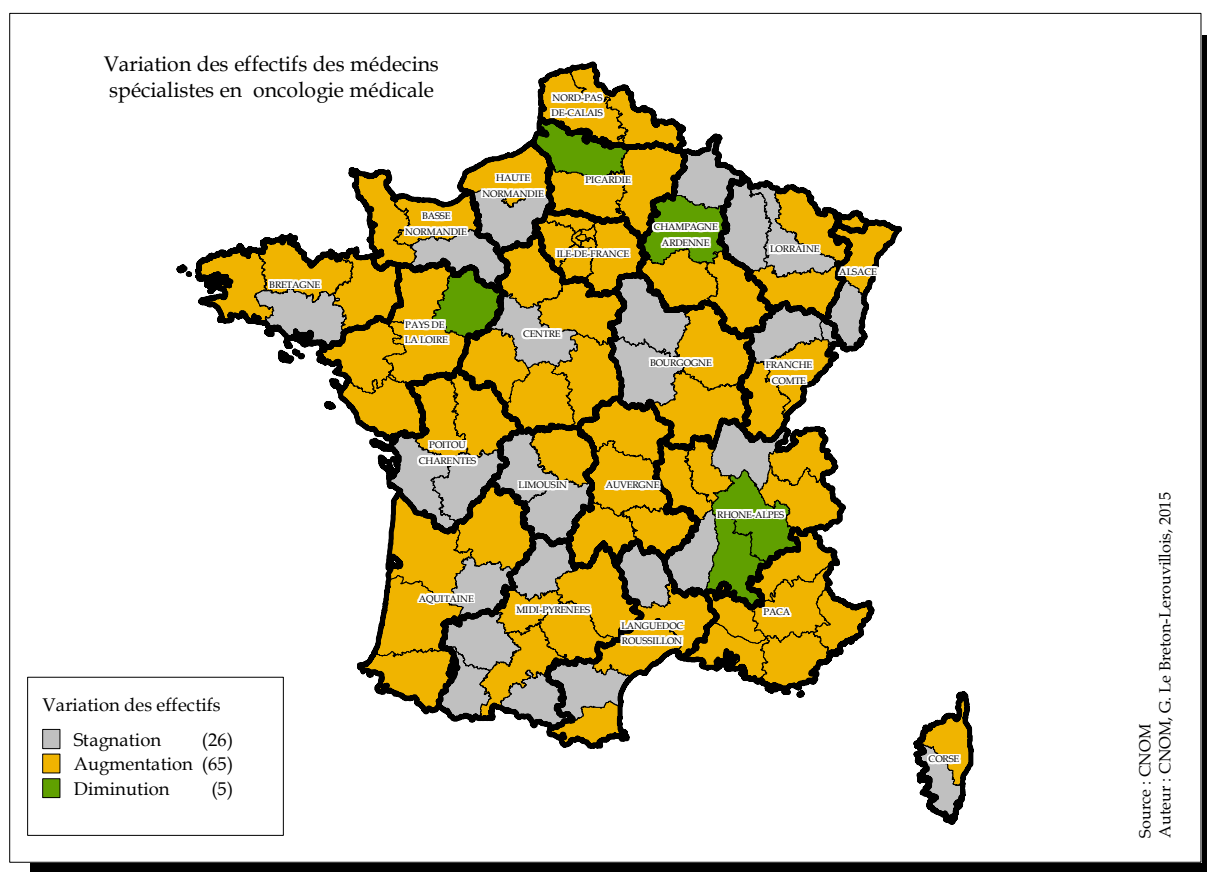 Variation des effectifs des médecins
spécialistes en oncologie médicale
NORD-PAS
DE-CALAIS
HAUTE
NORMANDIE
PICARDIE
BASSE
NORMANDIE
CHAMPAGNE
ARDENNE
LORRAINE
ILE-DE-FRANCE
ALSACE
BRETAGNE
PAYS DE
LA LOIRE
CENTRE
BOURGOGNE
FRANCHE
COMTE
POITOU
CHARENTES
LIMOUSIN
AUVERGNE
RHONE-ALPES
AQUITAINE
MIDI-PYRENEES
LANGUEDOC
ROUSSILLON
PACA
CORSE
Variation des effectifs
Stagnation (26)
Augmentation (65)
Diminution (5)
Source : CNOM
Auteur : CNOM, G. Le Breton-Lerouvillois, 2015